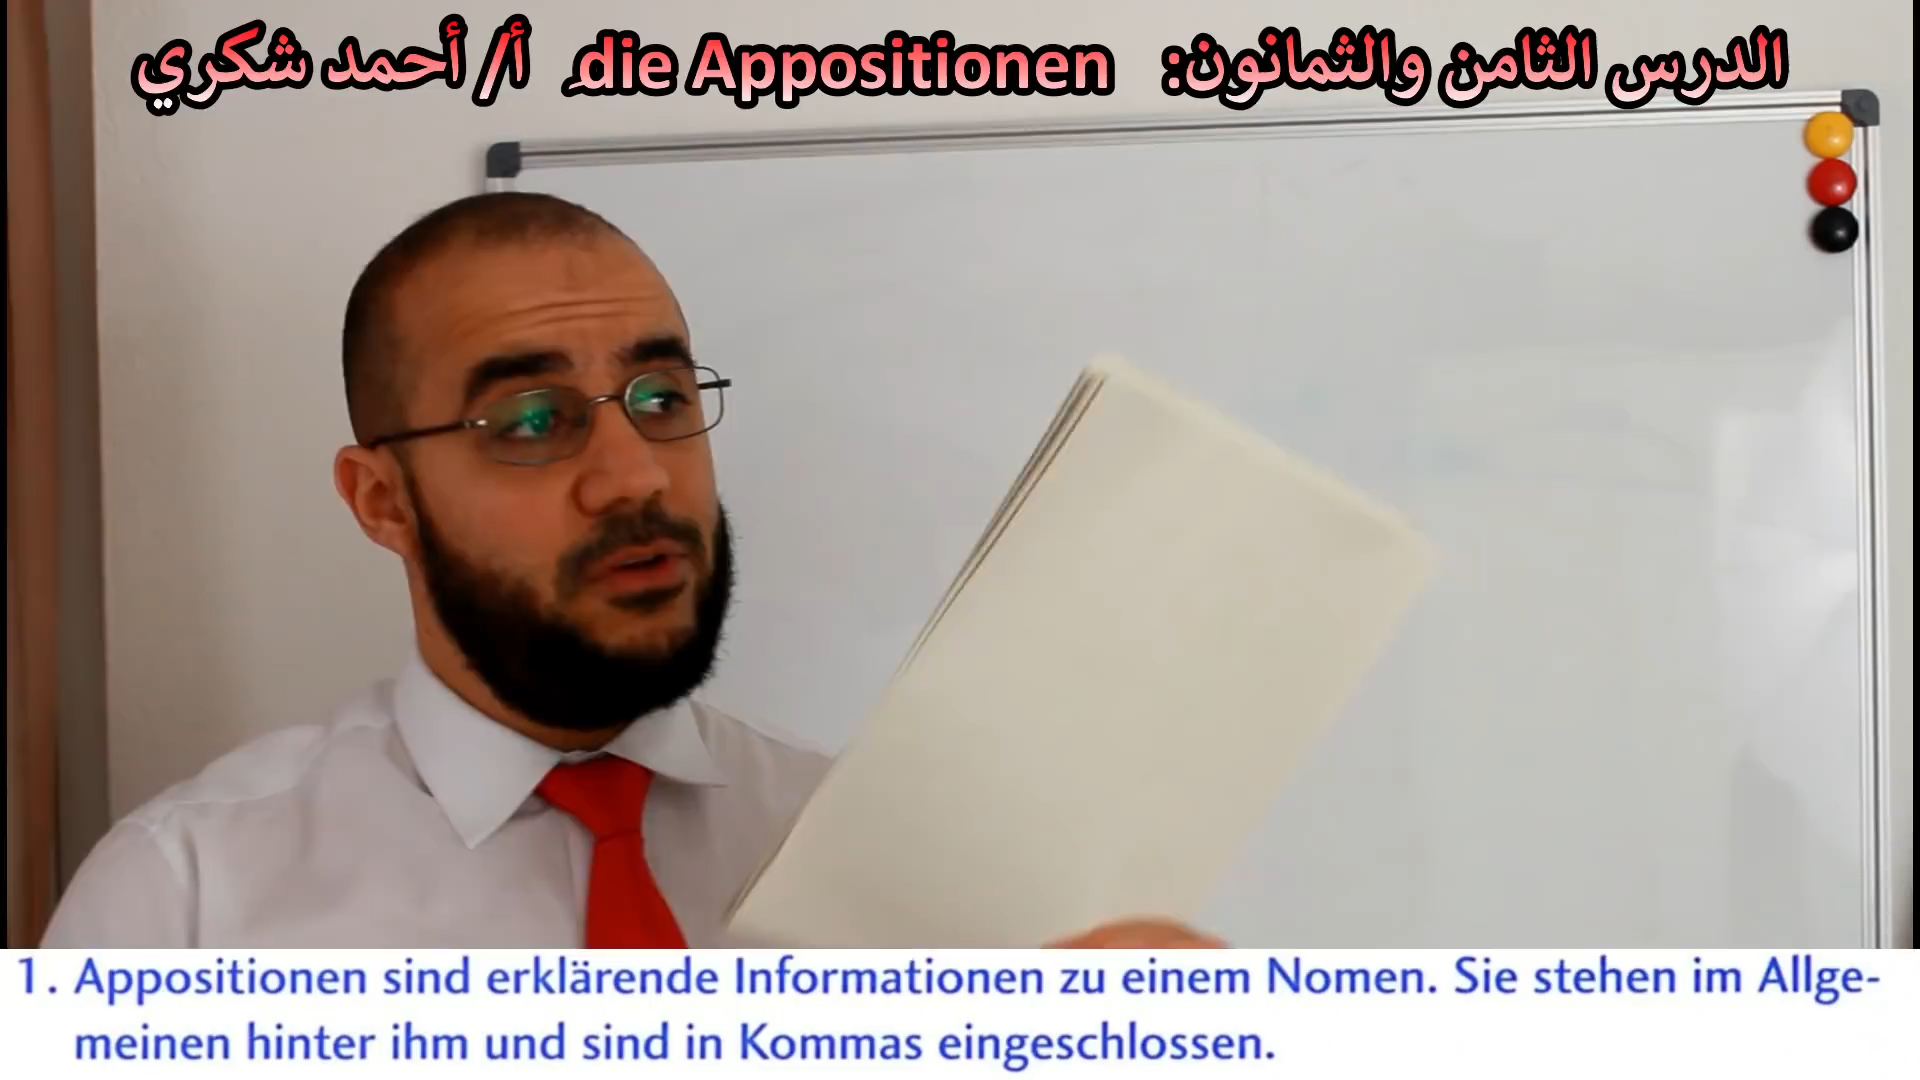 الدرس الثامن والثمانون: die Appositionen أ/ أحمد شكري
1. Appositionen sind erklärende Informationen zu einem Nomen. Sie stehen im Allge-
meinen hinter ihm und sind in Kommas eingeschlossen.